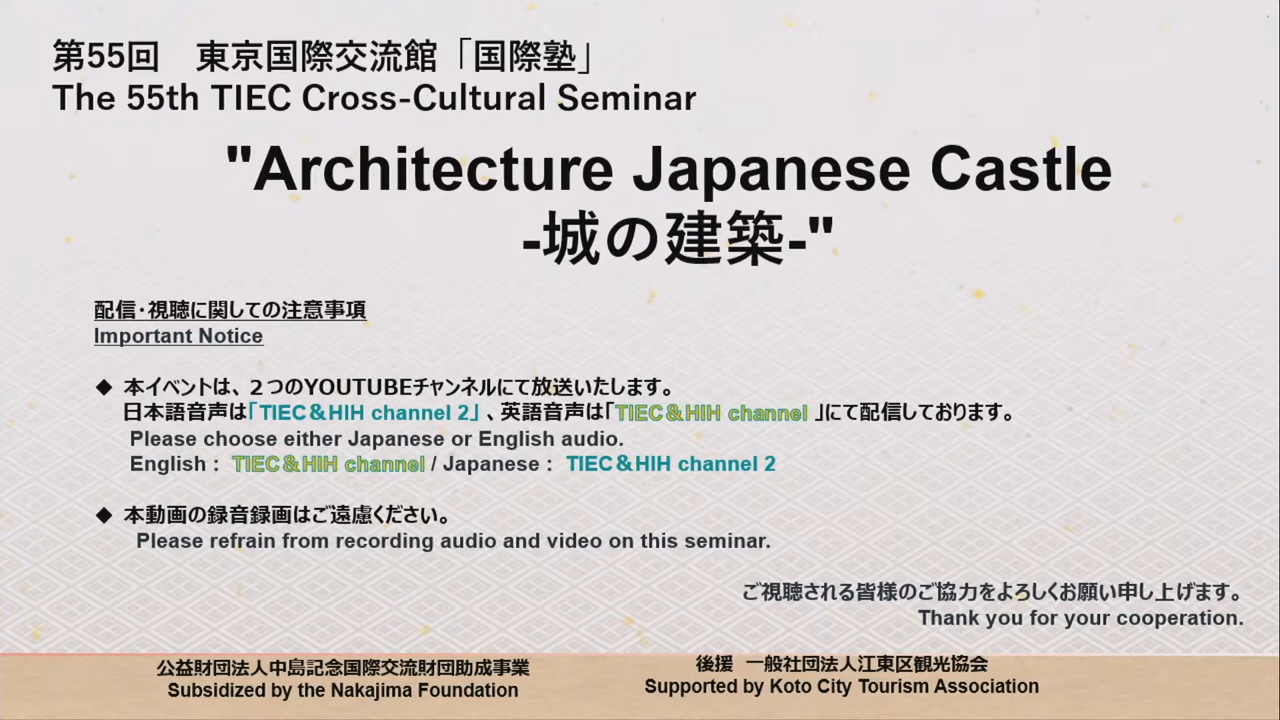 第55回　東京国際交流館「国際塾」
The 55th TIEC Cross-Cultural Seminar
"Architecture Japanese Castle
-城の建築-"
配信・視聴に関しての注意事項
Important Notice
◆ 本イベントは、２つのYOUTUBEチャンネルにて放送いたします。
日本語音声は「TIEC＆HIH channel 2」、英語音声は「TIEC＆HIH channel 」にて配信しております。
Please choose either Japanese or English audio.
English： TIEC＆HIH channel / Japanese： TIEC＆HIH channel 2
◆ 本動画の録音録画はご遠慮ください。
Please refrain from recording audio and video on this seminar.
ご視聴される皆様のご協力をよろしくお願い申し上げます。
Thank you for your cooperation.
公益財団法人中島記念国際交流財団助成事業
Subsidized by the Nakajima Foundation
後援　一般社団法人江東区観光協会
Supported by Koto City Tourism Association